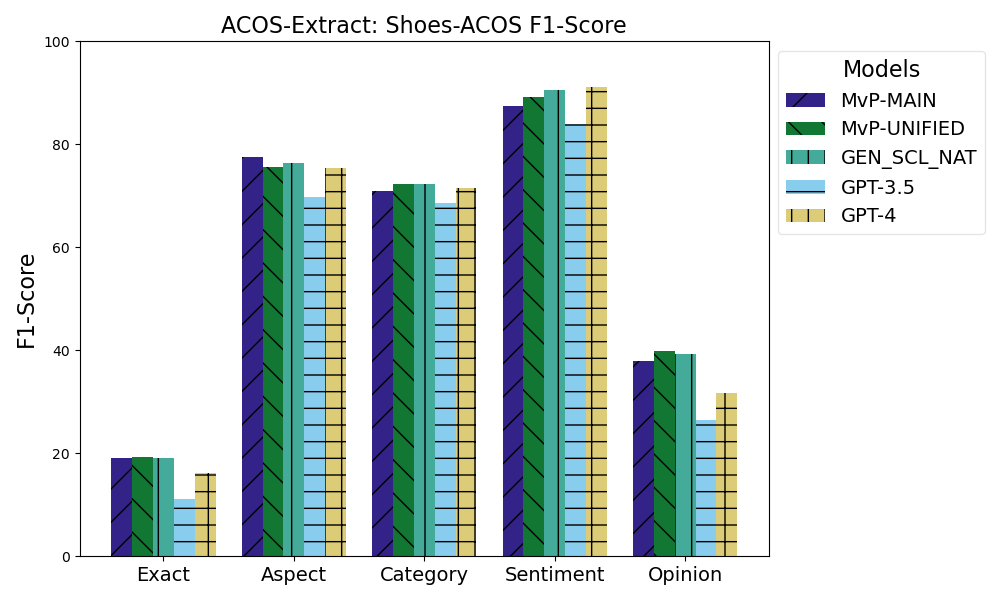 ACOS-Extract: Shoes-ACOS F1-Score
100
80
60
40
20
0
F1-Score
Exact
Aspect
Category
Sentiment
Opinion
Models
MvP-MAIN
MvP-UNIFIED
GEN_SCL_NAT
GPT-3.5
GPT-4